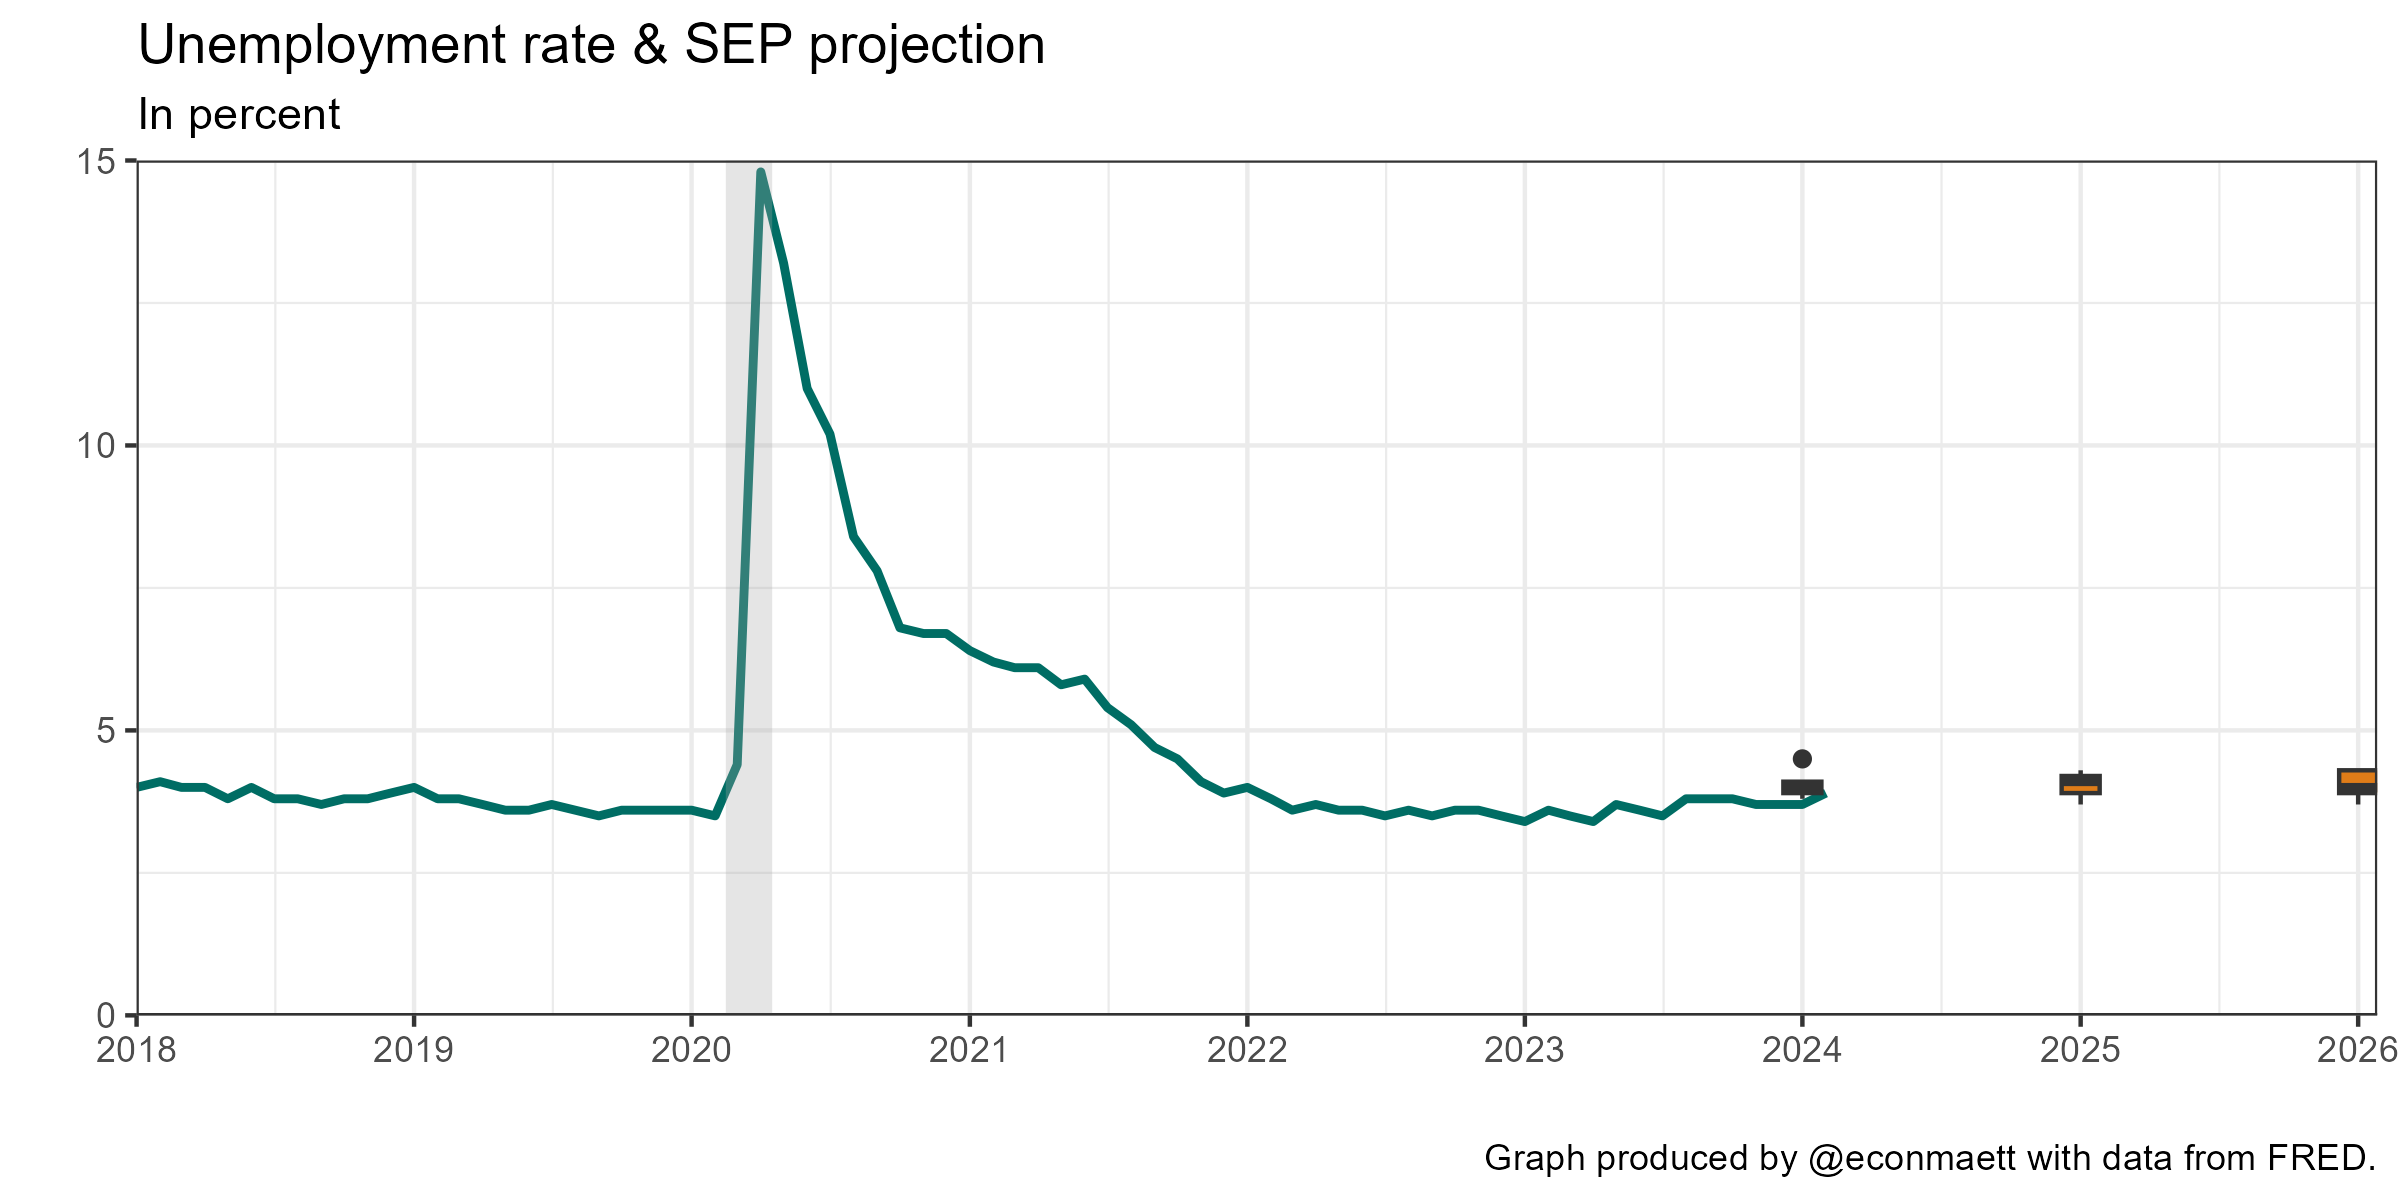 Unemployment rate & SEP projection
In percent
15
10
5
0
2018 2019 2020 2021 2022 2023 2024 2025 2026
Graph produced by @econmaett with data from FRED.